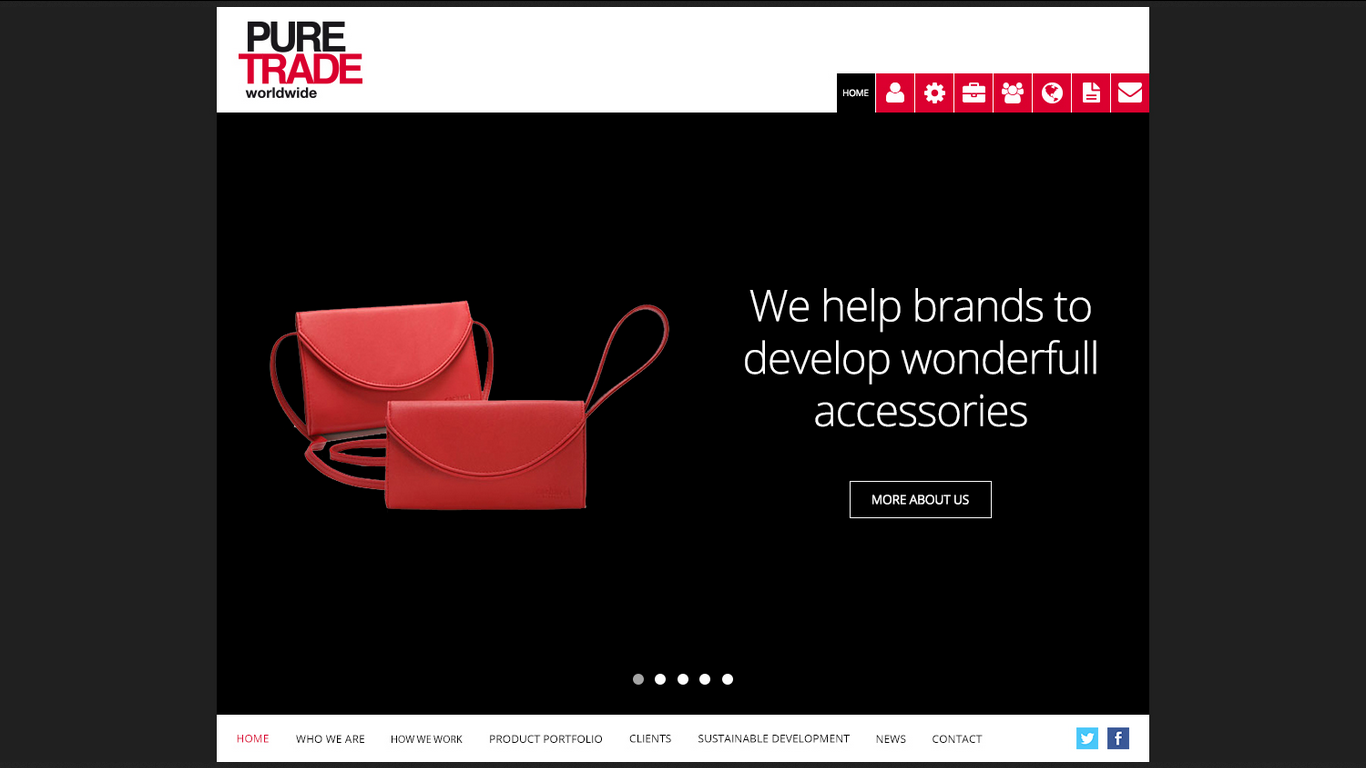 PURE
TRADE
worldwide
HOME
We help brands to
develop wonderfull
accessories
MORE ABOUT US
HOME WHO WE ARE HOW WE WORK PRODUCT PORTFOLIO CLIENTS SUSTAINABLE DEVELOPMENT NEWS CONTACT